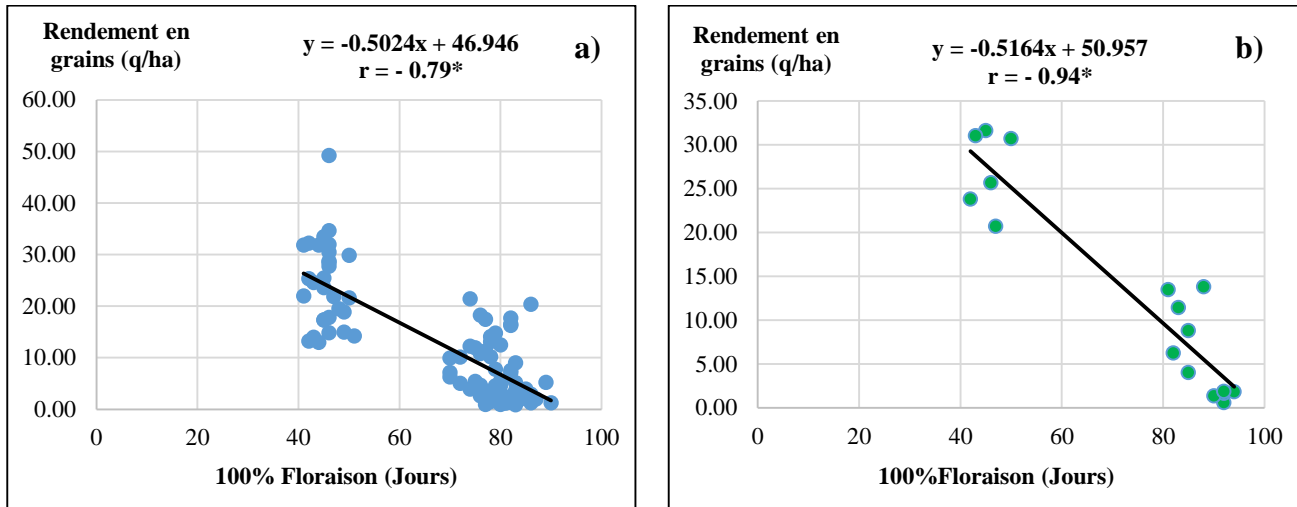 Rendement en
grains (q/ha)
y = -0.5024x + 46.946
r = - 0.79*
a)
60.00
50.00
40.00
30.00
20.00
10.00
0.00
0 20 40 60 80 100
100% Floraison (Jours)
Rendement en
grains (q/ha)
y = -0.5164x + 50.957
r = - 0.94*
b)
35.00
30.00
25.00
20.00
15.00
10.00
5.00
0.00
0 20 40 60 80 100
100%Floraison (Jours)